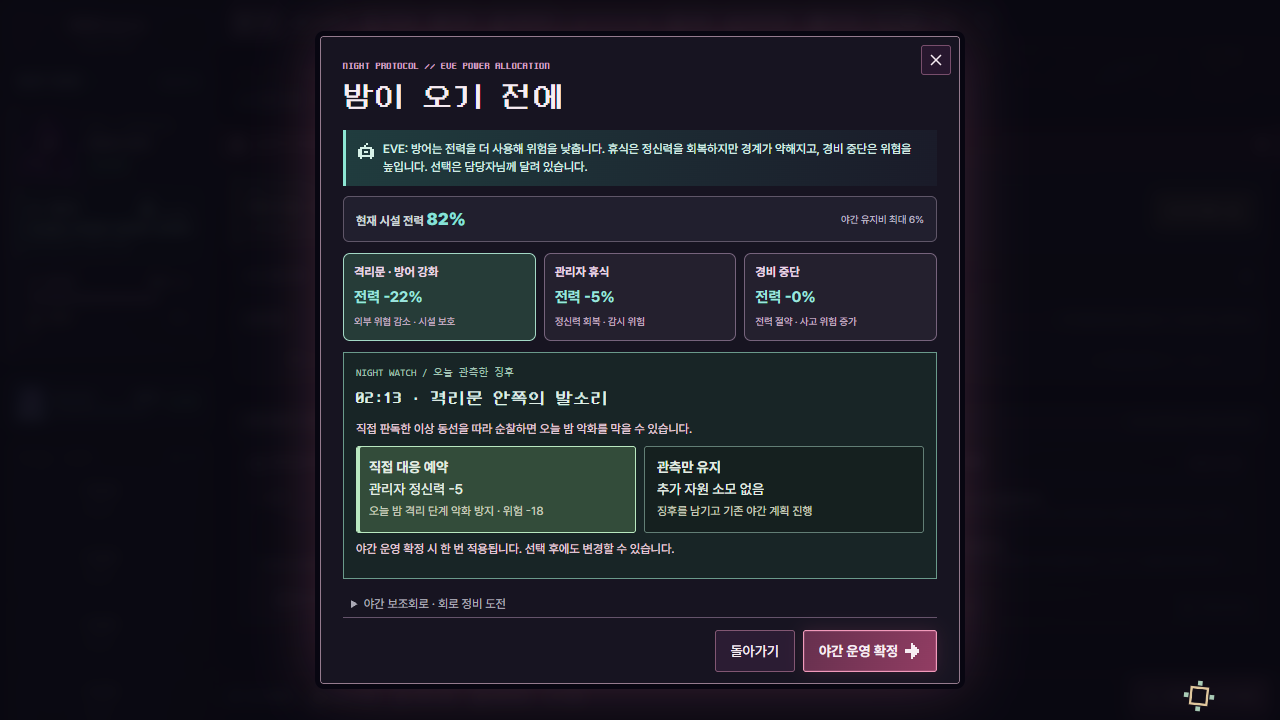 NIGHT PROTOCOL // EVE POWER ALLOCATION
밤이 오기 전에
EVE: 방어는 전력을 더 사용해 위험을 낮춥니다. 휴식은 정신력을 회복하지만 경계가 약해지고, 경비 중단은 위험을
높입니다. 선택은 담당자님께 달려 있습니다.
현재 시설 전력 82%
야간 유지비 최대 6%
격리문 · 방어 강화
전력 -22%
외부 위협 감소 · 시설 보호
관리자 휴식
전력 -5%
정신력 회복 · 감시 위험
경비 중단
전력 -0%
전력 절약 · 사고 위험 증가
NIGHT WATCH / 오늘 관측한 징후
02:13 · 격리문 안쪽의 발소리
직접 판독한 이상 동선을 따라 순찰하면 오늘 밤 악화를 막을 수 있습니다.
직접 대응 예약
관리자 정신력 -5
오늘 밤 격리 단계 악화 방지 · 위험 -18
관측만 유지
추가 자원 소모 없음
징후를 남기고 기존 야간 계획 진행
야간 운영 확정 시 한 번 적용됩니다. 선택 후에도 변경할 수 있습니다.
야간 보조회로 · 회로 정비 도전
돌아가기
야간 운영 확정